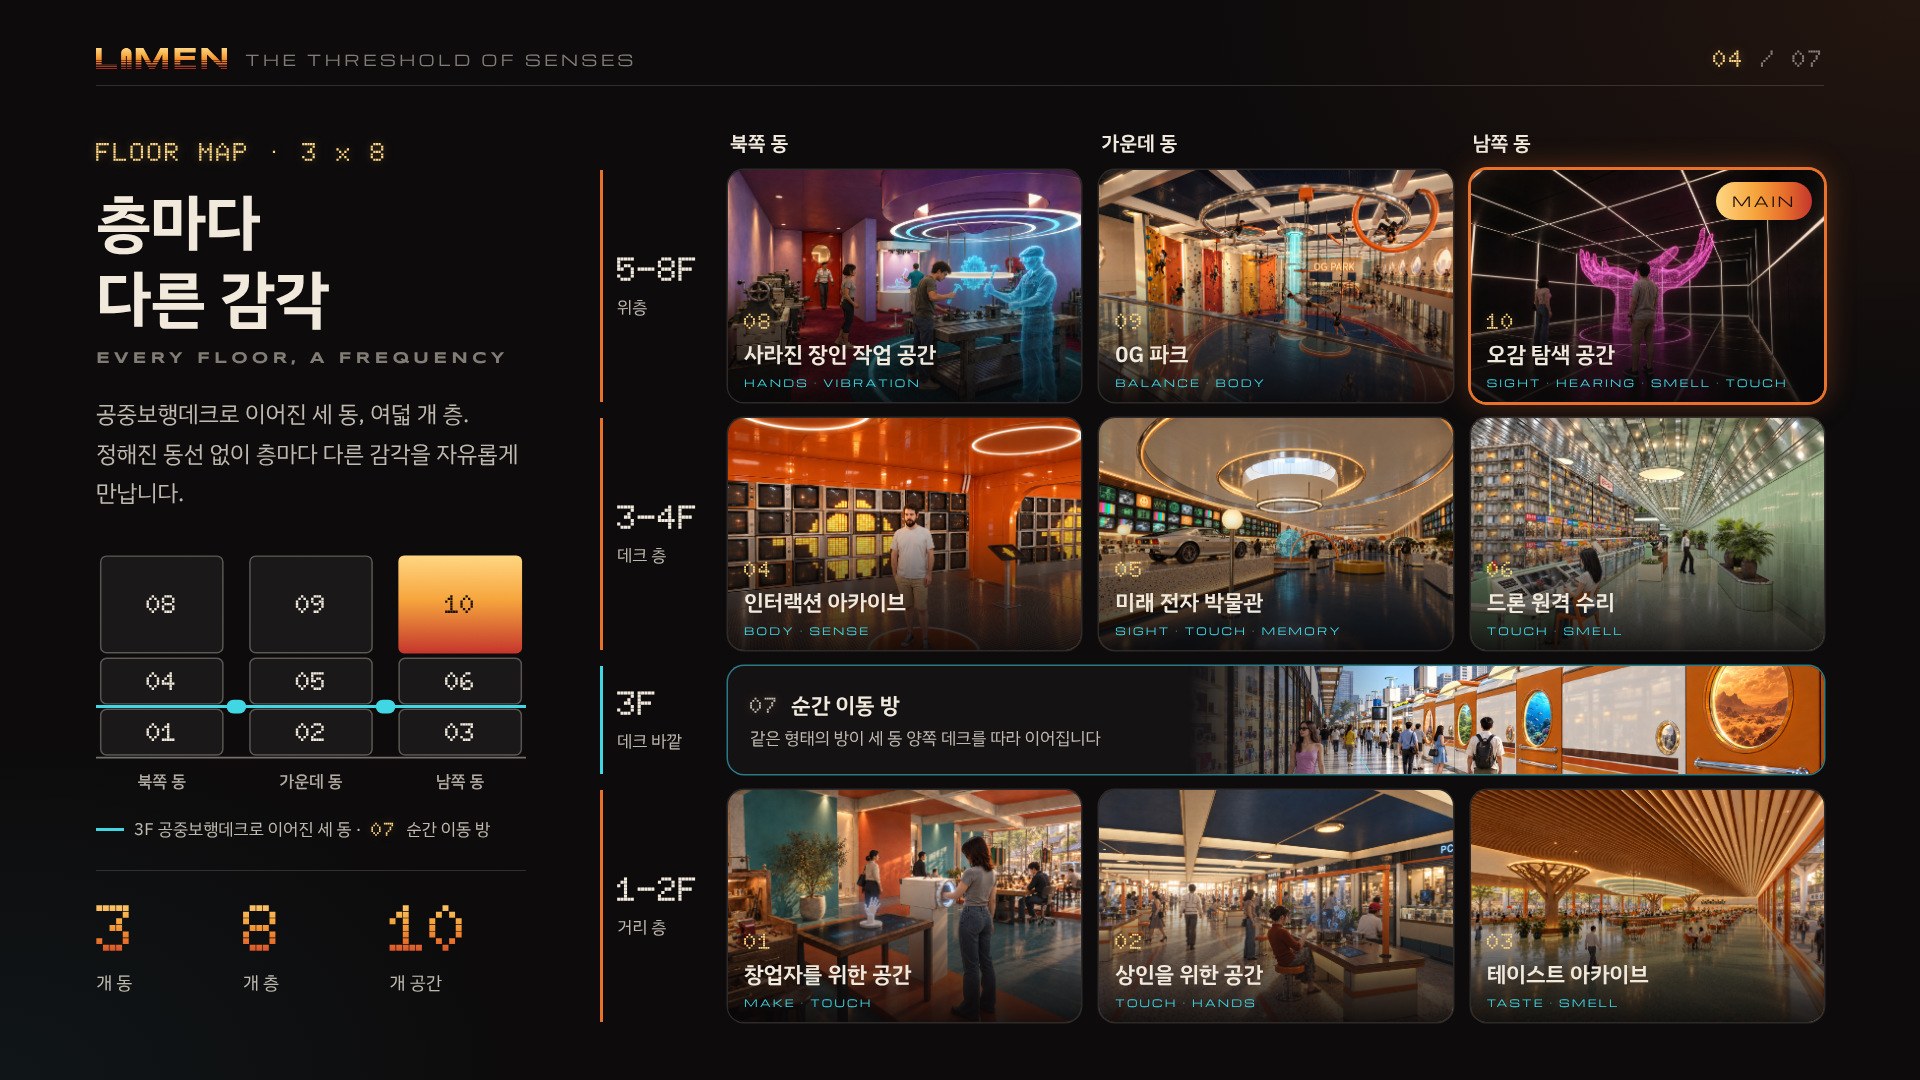 LIMEN THE THRESHOLD OF SENSES
04 / 07
FLOOR MAP · 3 x 8
층마다
다른 감각
EVERY FLOOR, A FREQUENCY
공중보행데크로 이어진 세 동, 여덟 개 층.
정해진 동선 없이 층마다 다른 감각을 자유롭게
만납니다.
08 09 10
04 05 06
01 02 03
북쪽 동 가운데 동 남쪽 동
3F 공중보행데크로 이어진 세 동 · 07 순간 이동 방
3 8 10
개 동 개 층 개 공간
북쪽 동 가운데 동 남쪽 동
5–8F
위층
08
사라진 장인 작업 공간
HANDS · VIBRATION
OG PARK
09
0G 파크
BALANCE · BODY
MAIN
10
오감 탐색 공간
SIGHT · HEARING · SMELL · TOUCH
3–4F
데크 층
04
인터랙션 아카이브
BODY · SENSE
05
미래 전자 박물관
SIGHT · TOUCH · MEMORY
06
드론 원격 수리
TOUCH · SMELL
3F
데크 바깥
07 순간 이동 방
같은 형태의 방이 세 동 양쪽 데크를 따라 이어집니다
1–2F
거리 층
01
창업자를 위한 공간
MAKE · TOUCH
PC
02
상인을 위한 공간
TOUCH · HANDS
03
테이스트 아카이브
TASTE · SMELL